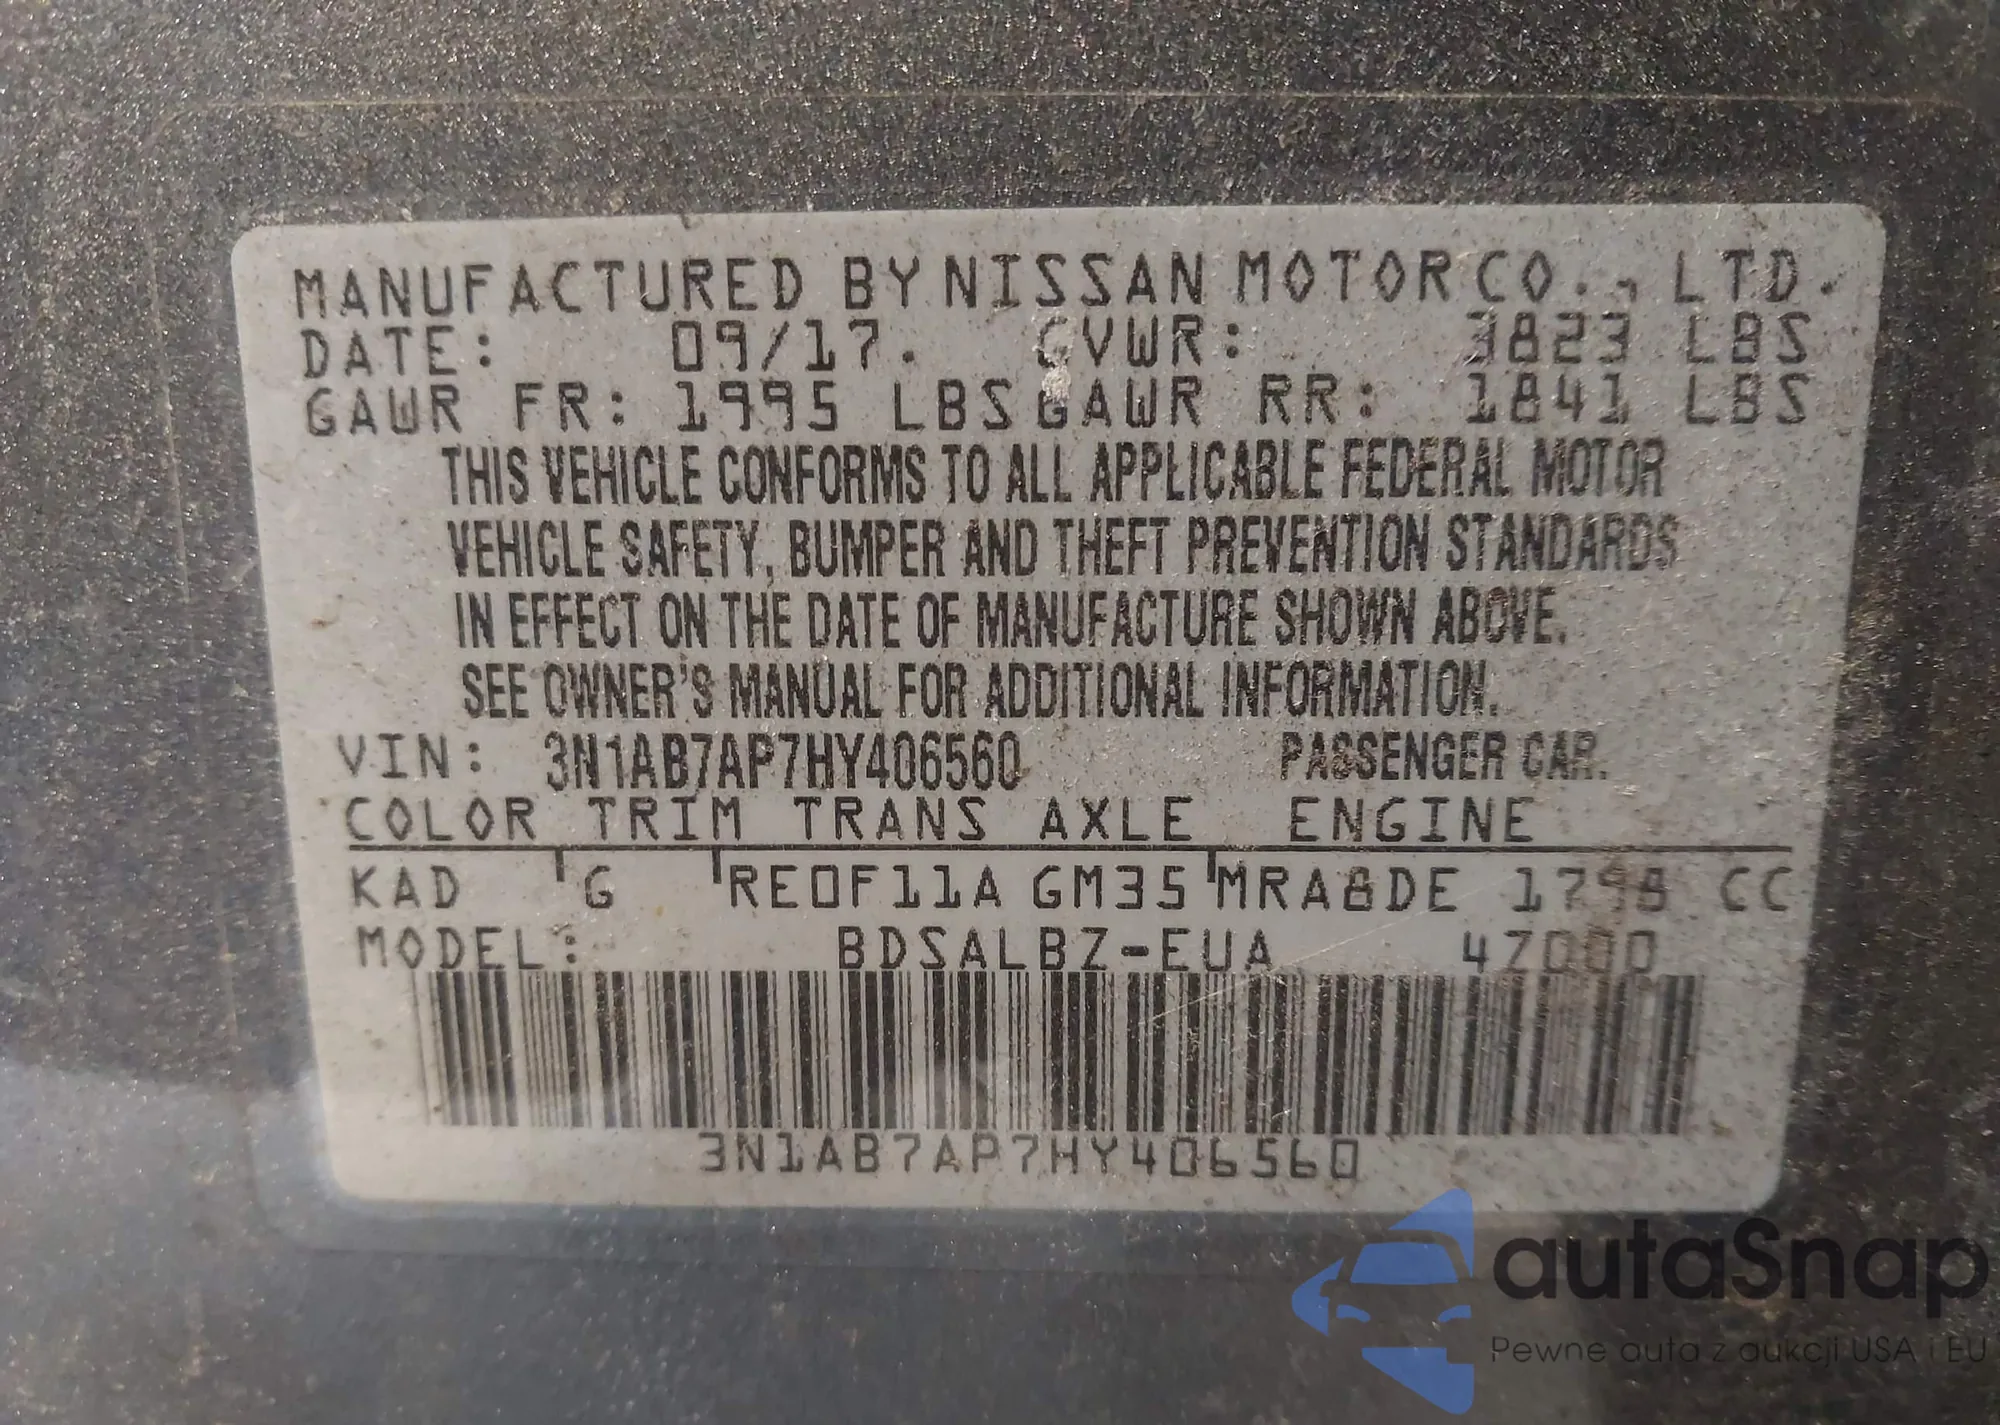 MANUFACTURED BY NISSAN MOTOR CO., LTD.
DATE: 09/17. GVWR: 3823 LBS
GAWR FR: 1995 LBS GAWR RR: 1841 LBS
THIS VEHICLE CONFORMS TO ALL APPLICABLE FEDERAL MOTOR
VEHICLE SAFETY, BUMPER AND THEFT PREVENTION STANDARDS
IN EFFECT ON THE DATE OF MANUFACTURE SHOWN ABOVE.
SEE OWNER'S MANUAL FOR ADDITIONAL INFORMATION.
VIN: 3N1AB7AP7HY406560 PASSENGER CAR.
COLOR TRIM TRANS AXLE ENGINE
KAD G RE0F11A GM35 MRA8DE 1798 CC
MODEL: BDSALBZ-EUA 47000
3N1AB7AP7HY406560
autaSnap
Pewne auta z aukcji USA i EU